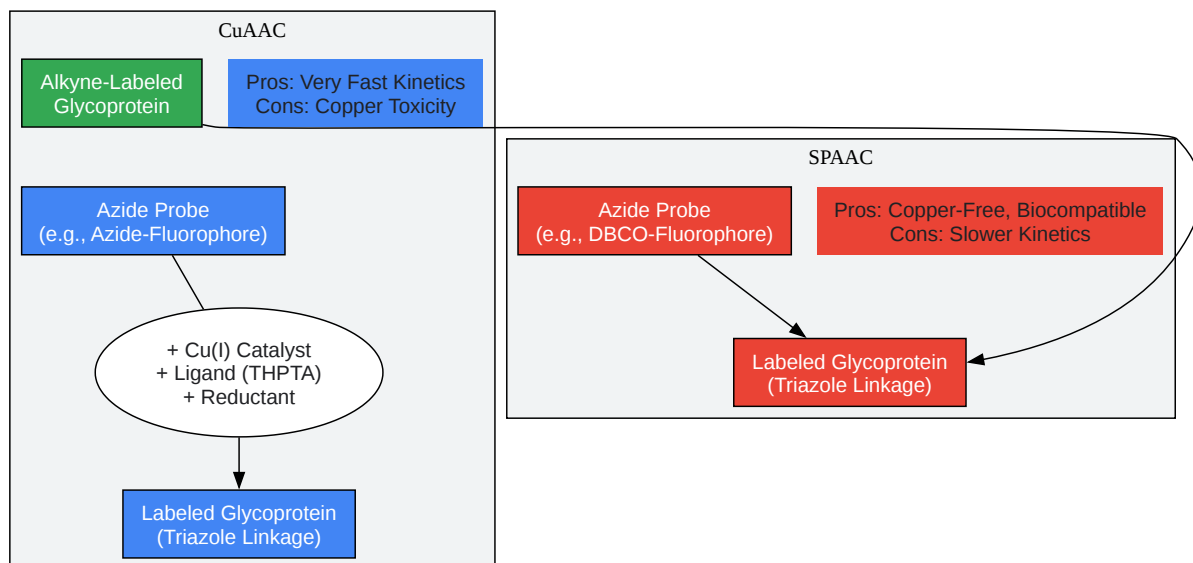 CuAAC
Alkyne-Labeled
Glycoprotein
Pros: Very Fast Kinetics
Cons: Copper Toxicity
Azide Probe
(e.g., Azide-Fluorophore)
+ Cu(I) Catalyst
+ Ligand (THPTA)
+ Reductant
Labeled Glycoprotein
(Triazole Linkage)
SPAAC
Azide Probe
(e.g., DBCO-Fluorophore)
Pros: Copper-Free, Biocompatible
Cons: Slower Kinetics
Labeled Glycoprotein
(Triazole Linkage)